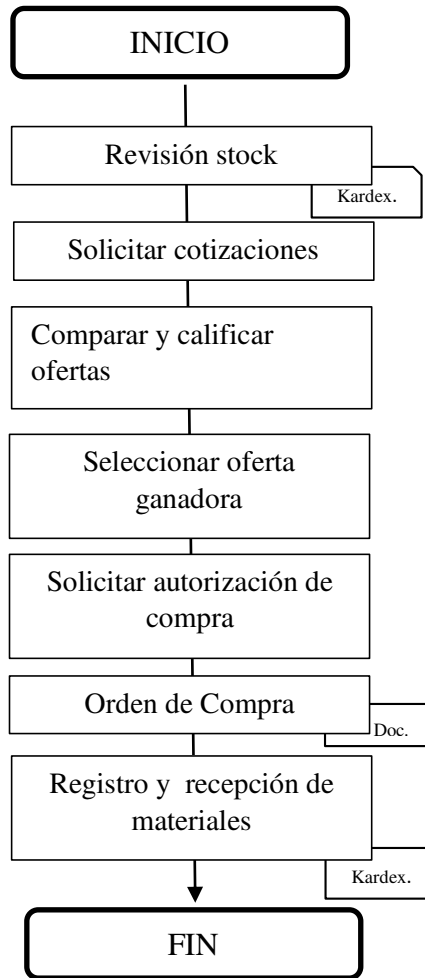 INICIO
Revisión stock
Kardex.
Solicitar cotizaciones
Comparar y calificar
ofertas
Seleccionar oferta
ganadora
Solicitar autorización de
compra
Orden de Compra
Doc.
Registro y recepción de
materiales
Kardex.
FIN